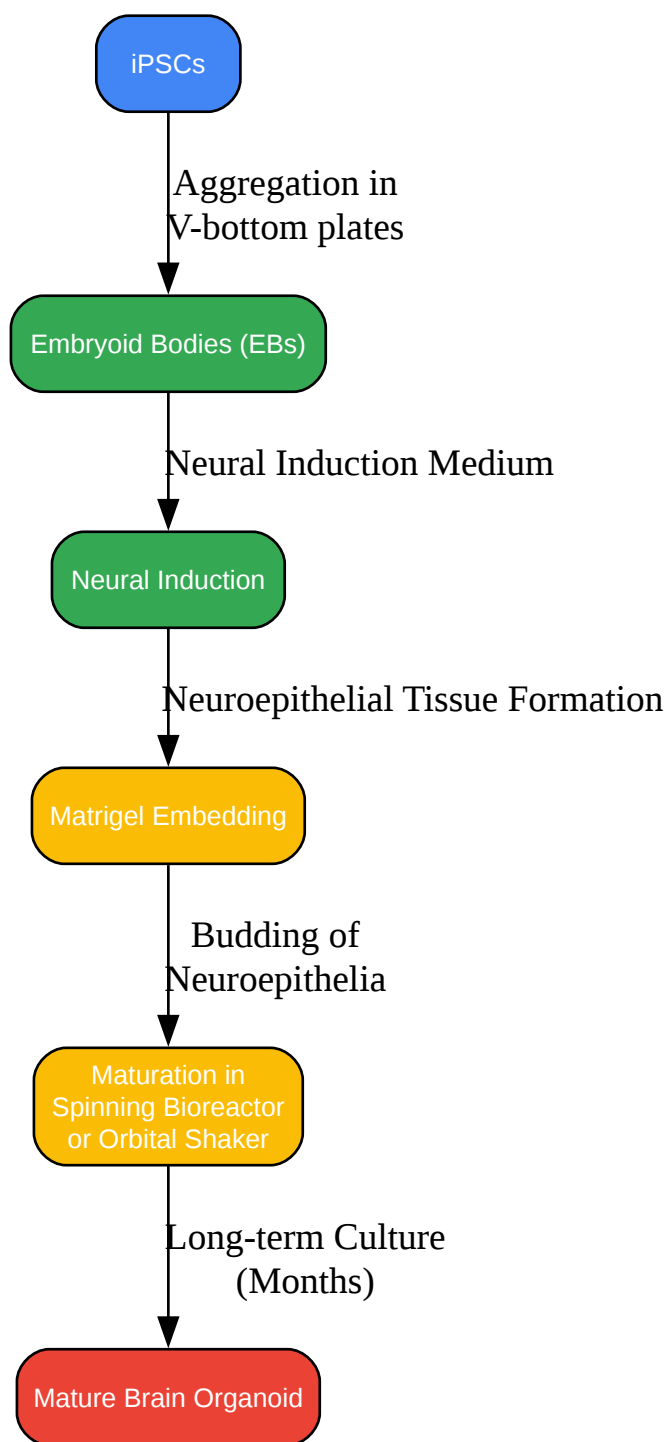 iPSCs
Aggregation in
V-bottom plates
Embryoid Bodies (EBs)
Neural Induction Medium
Neural Induction
Neuroepithelial Tissue Formation
Matrigel Embedding
Budding of
Neuroepithelia
Maturation in
Spinning Bioreactor
or Orbital Shaker
Long-term Culture
(Months)
Mature Brain Organoid